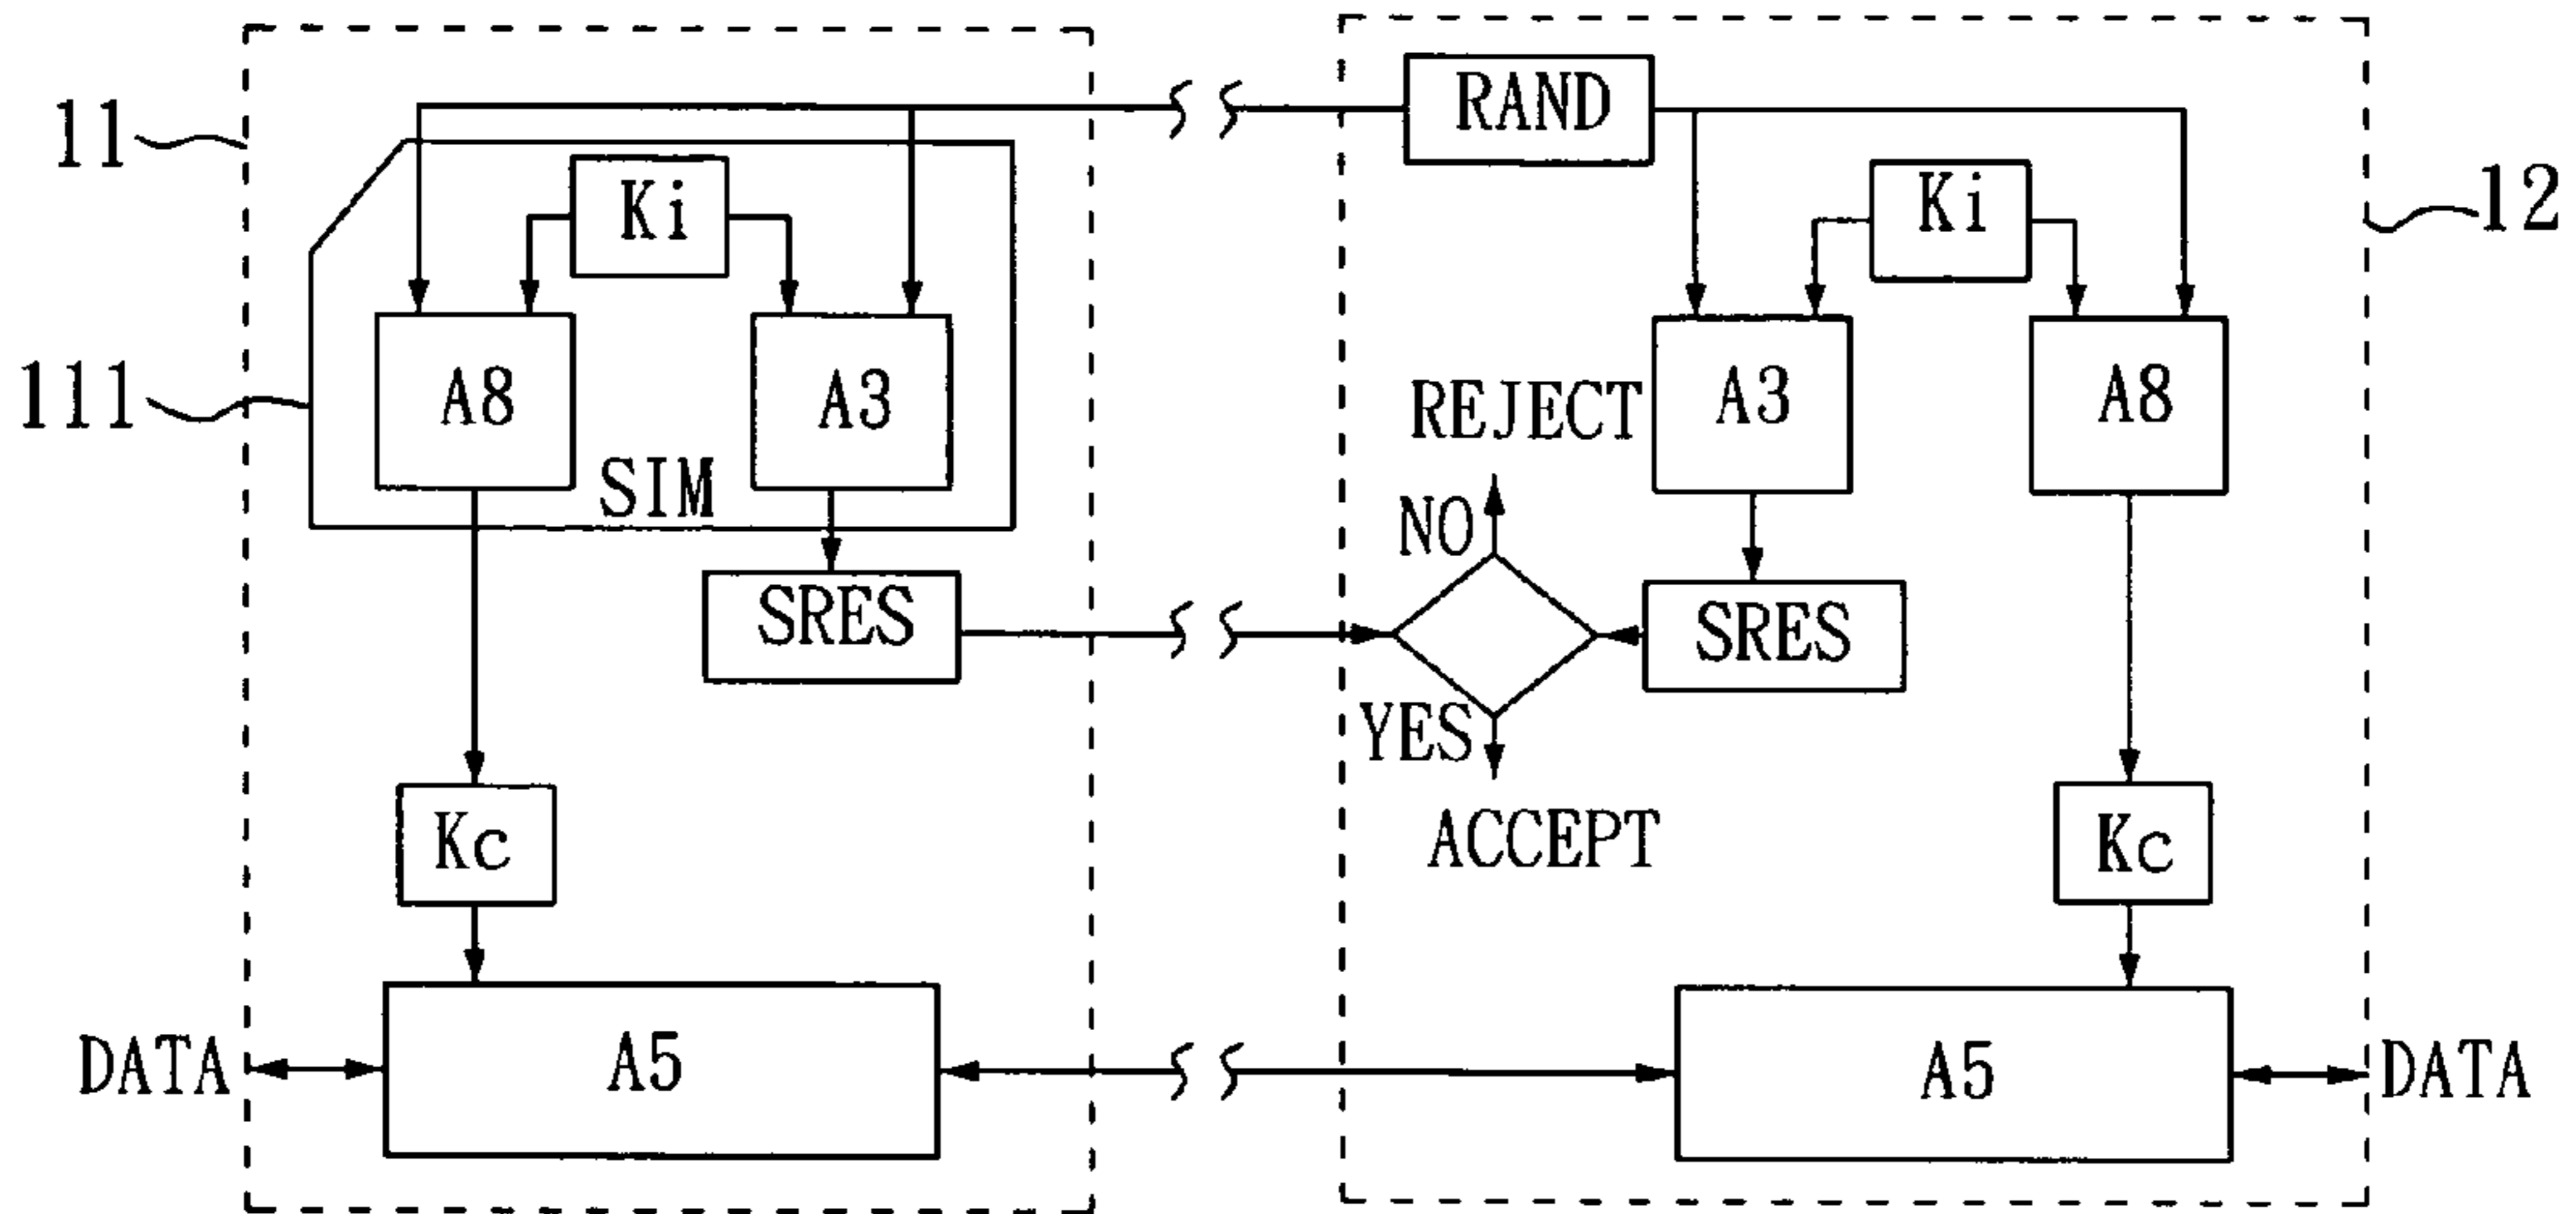 RAND
11
Ki
Ki
12
111
A8
A3
A3
A8
REJECT
SIM
NO
SRES
SRES
YES
Kc
ACCEPT
Kc
DATA
A5
A5
DATA